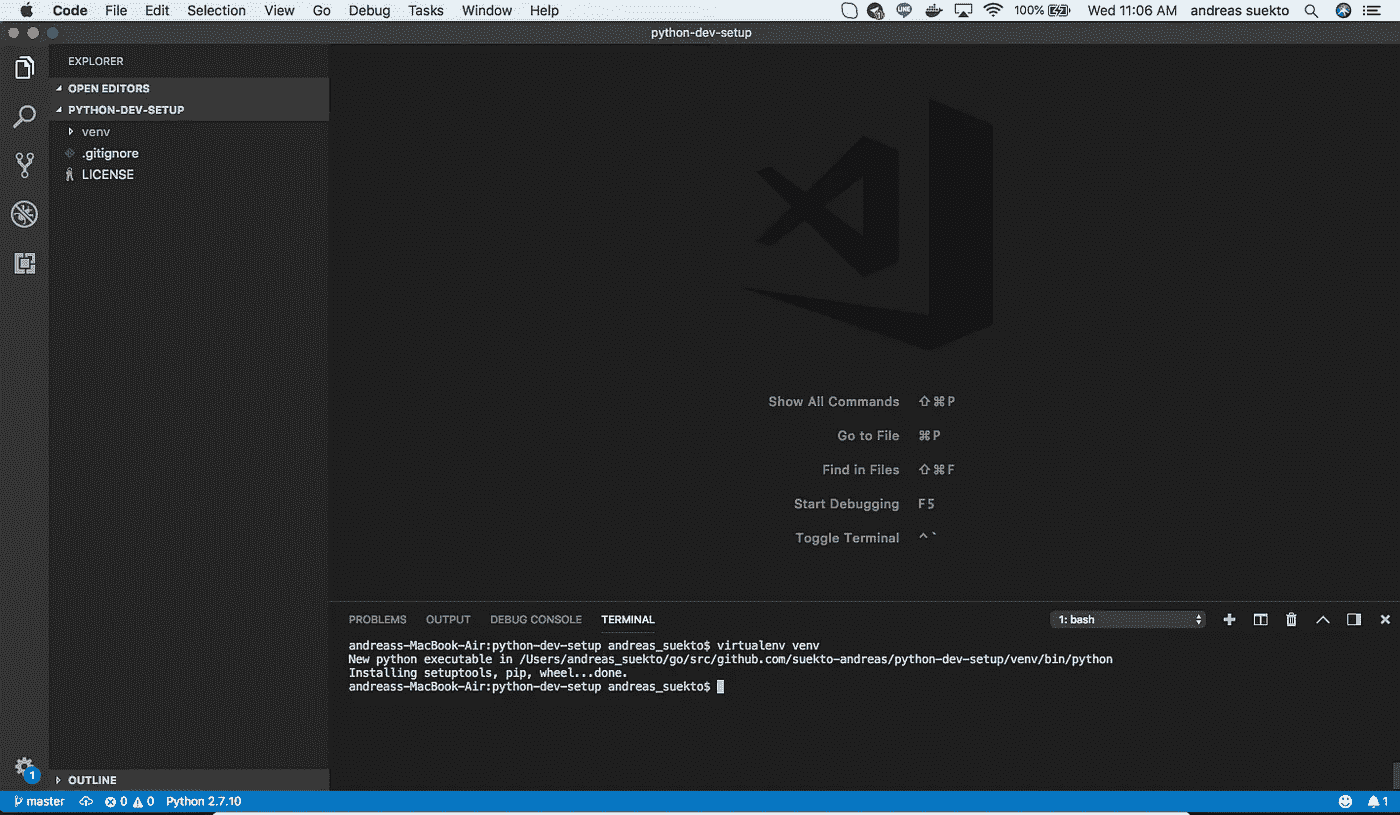 Code File Edit Selection View Go Debug Tasks Window Help 100% Wed 11:06 AM andreas suekto
python-dev-setup
EXPLORER
OPEN EDITORS
PYTHON-DEV-SETUP
venv
.gitignore
LICENSE
Show All Commands ⇧⌘P
Go to File ⌘P
Find in Files ⇧⌘F
Start Debugging F5
Toggle Terminal ^`
PROBLEMS OUTPUT DEBUG CONSOLE TERMINAL 1: bash
andreass-MacBook-Air:python-dev-setup andreas_suekto$ virtualenv venv
New python executable in /Users/andreas_suekto/go/src/github.com/suekto-andreas/python-dev-setup/venv/bin/python
Installing setuptools, pip, wheel...done.
andreass-MacBook-Air:python-dev-setup andreas_suekto$
1
OUTLINE
master 0 0 Python 2.7.10 1